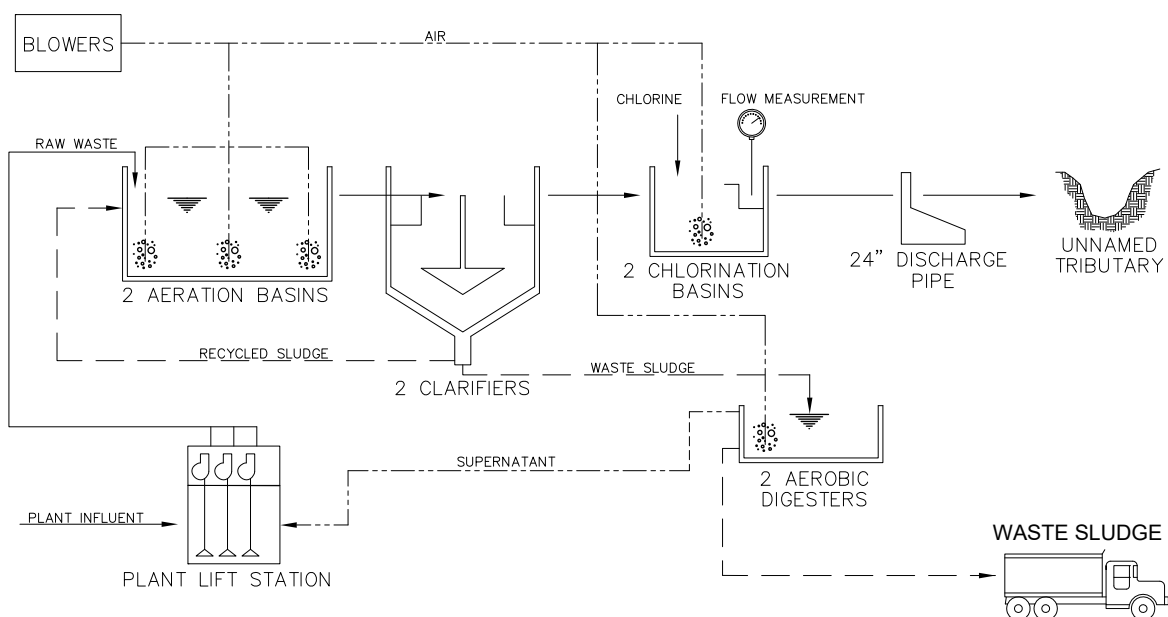 BLOWERS
AIR
CHLORINE
FLOW MEASUREMENT
RAW WASTE
2 AERATION BASINS
2 CHLORINATION
BASINS
24" DISCHARGE
PIPE
UNNAMED
TRIBUTARY
RECYCLED SLUDGE
2 CLARIFIERS
WASTE SLUDGE
SUPERNATANT
2 AEROBIC
DIGESTERS
PLANT INFLUENT
PLANT LIFT STATION
WASTE SLUDGE